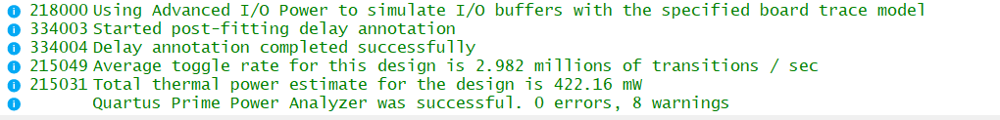 218000 Using Advanced I/O Power to simulate I/O buffers with the specified board trace model
334003 Started post-fitting delay annotation
334004 Delay annotation completed successfully
215049 Average toggle rate for this design is 2.982 millions of transitions / sec
215031 Total thermal power estimate for the design is 422.16 mW
Quartus Prime Power Analyzer was successful. 0 errors, 8 warnings